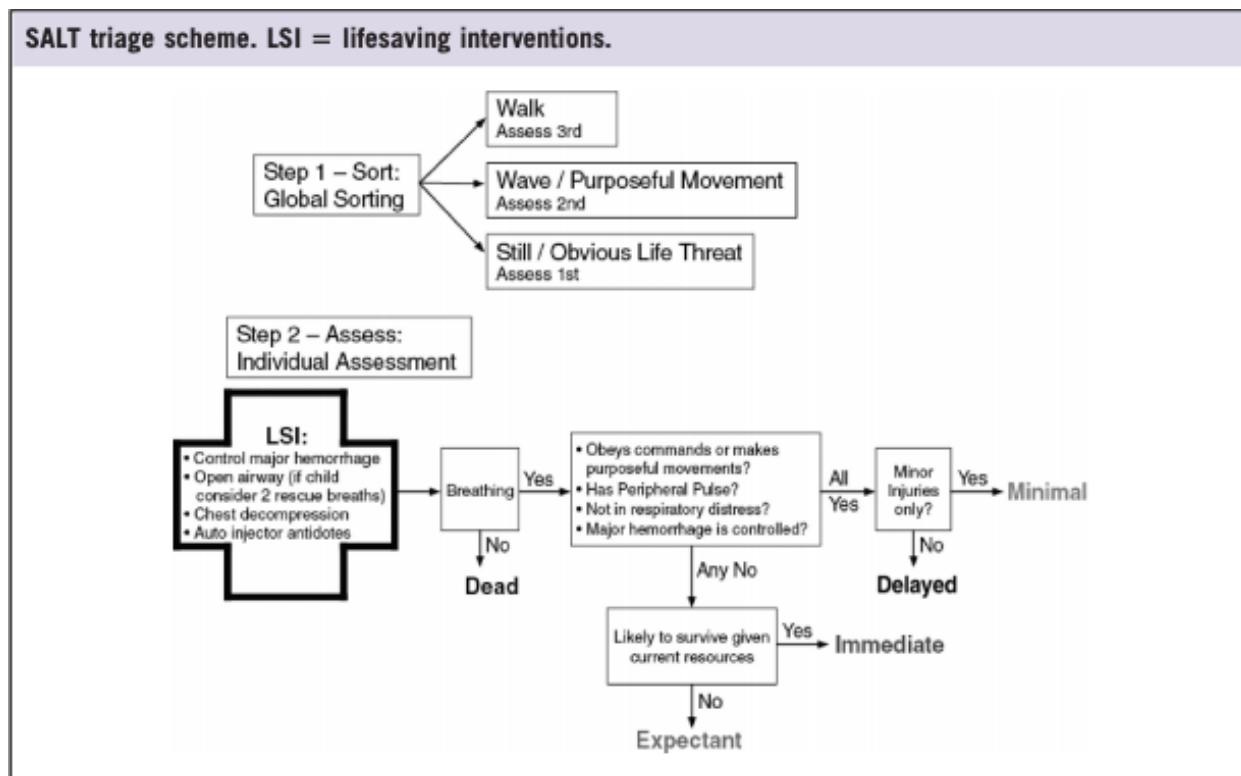 SALT triage scheme. LSI = lifesaving interventions.
Walk
Assess 3rd
Step 1 – Sort:
Global Sorting
Wave / Purposeful Movement
Assess 2nd
Still / Obvious Life Threat
Assess 1st
Step 2 – Assess:
Individual Assessment
LSI:
• Control major hemorrhage
• Open airway (if child
consider 2 rescue breaths)
• Chest decompression
• Auto injector antidotes
Breathing
Yes
No
Dead
• Obeys commands or makes
purposeful movements?
• Has Peripheral Pulse?
• Not in respiratory distress?
• Major hemorrhage is controlled?
All
Yes
Minor
Injuries
only?
Yes
Minimal
No
Delayed
Any No
Likely to survive given
current resources
Yes
Immediate
No
Expectant